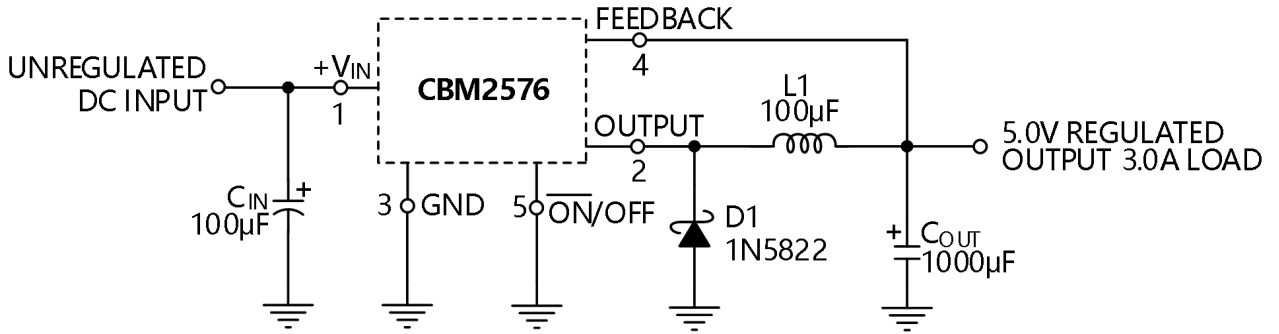 FEEDBACK
4
UNREGULATED
DC INPUT
+VIN
1
CBM2576
L1
100μF
OUTPUT
2
5.0V REGULATED
OUTPUT 3.0A LOAD
CIN
+
100μF
3 GND
5 ON/OFF
D1
1N5822
+
COUT
1000μF